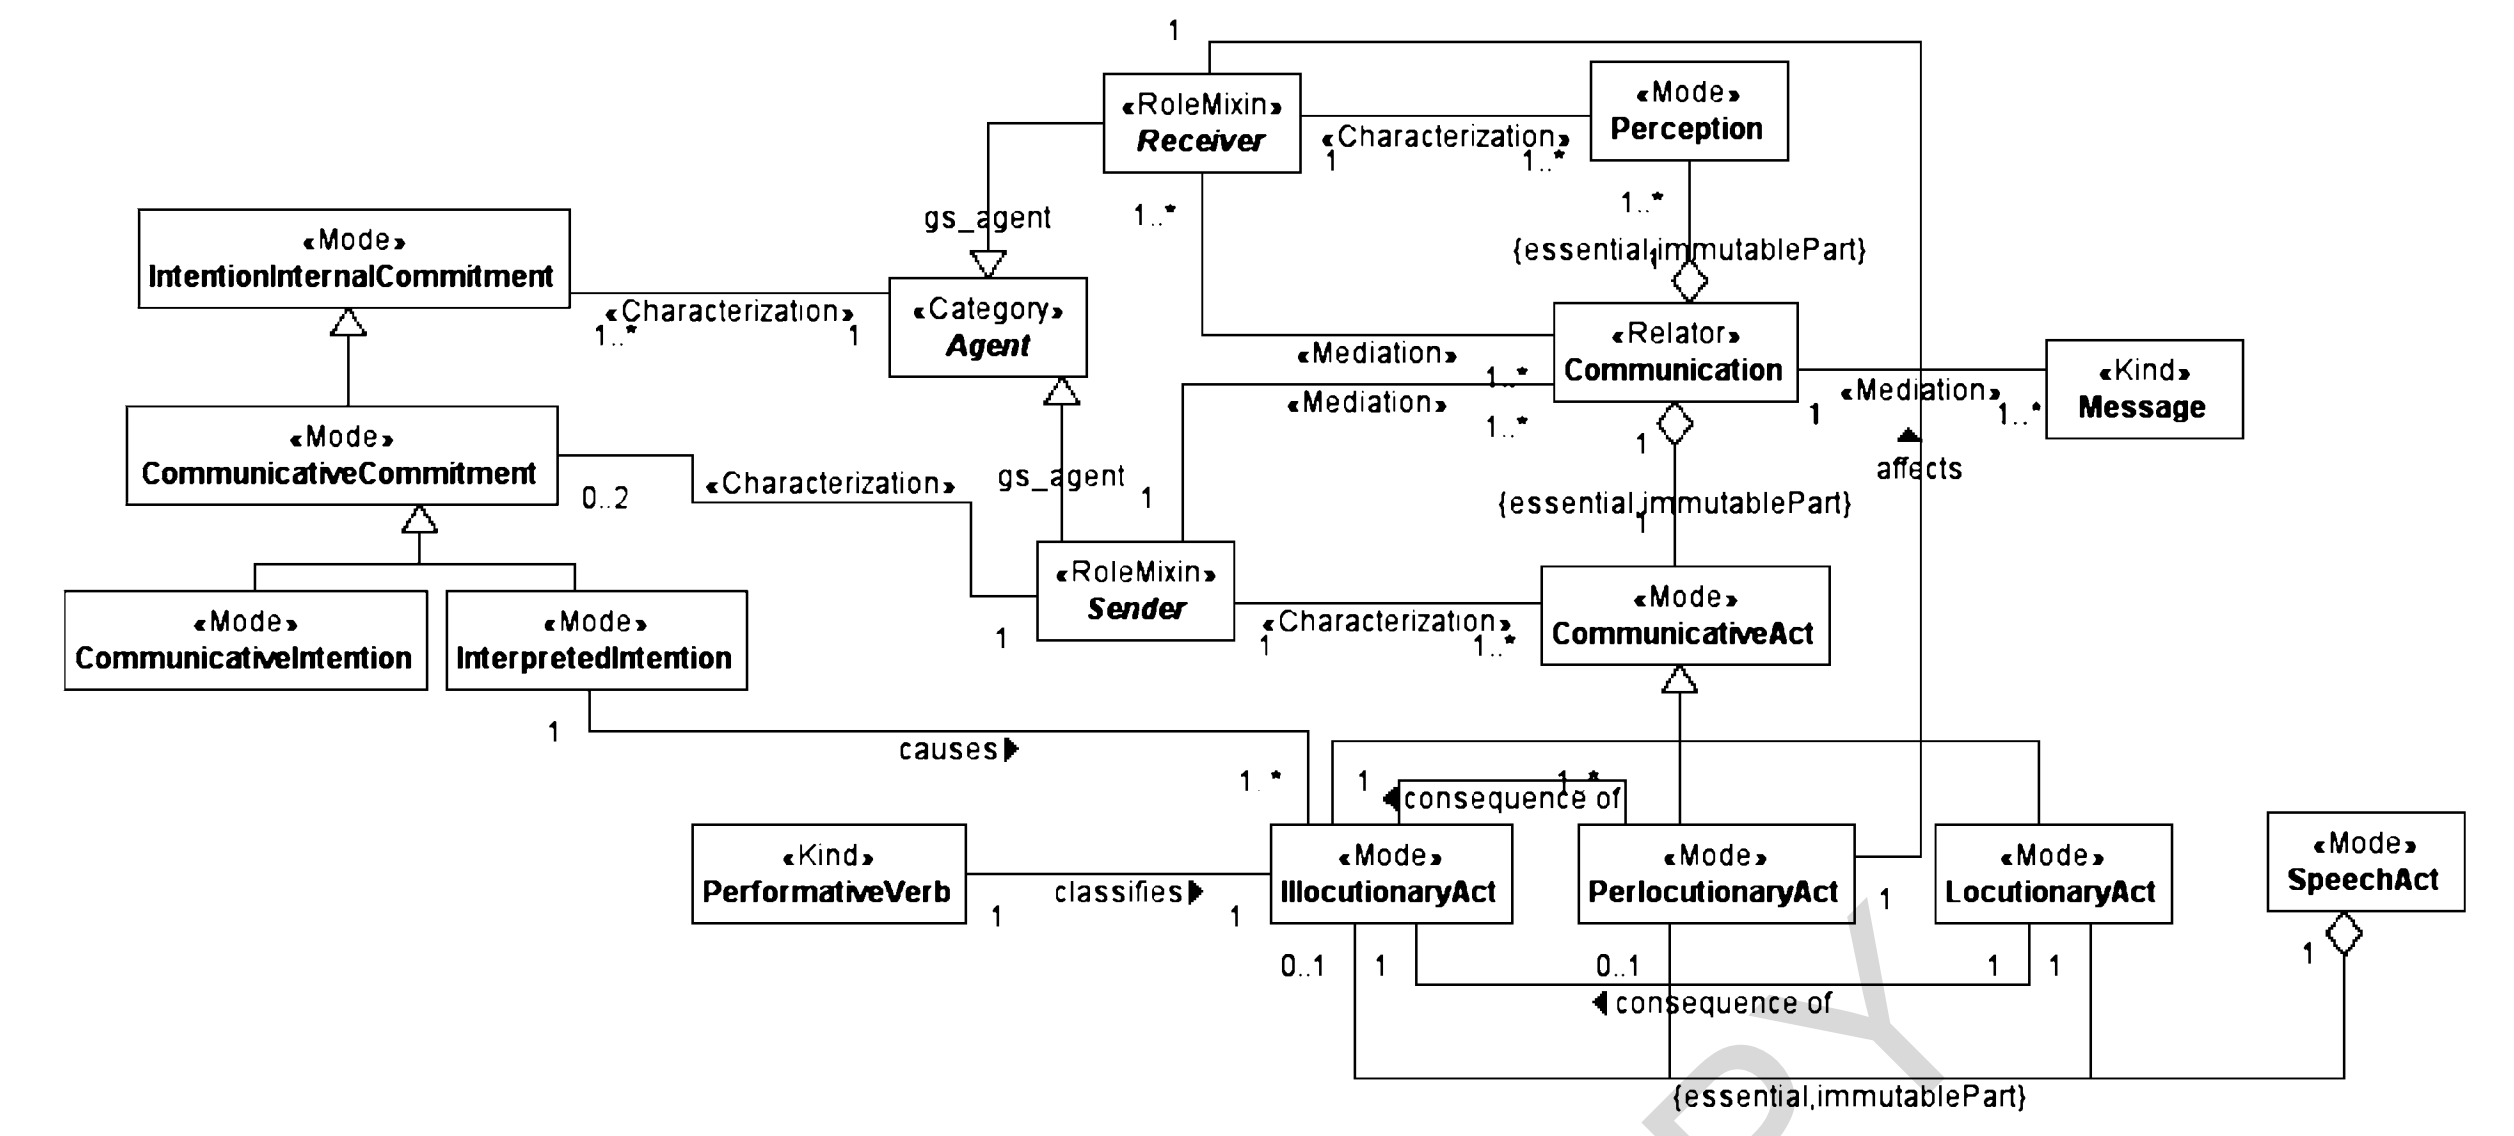 1
«RoleMixin»
Receiver
«Mode»
Perception
«Characterization»
1
1..*
1..*
1..*
gs_agent
{essential,immutablePart}
1
«Mode»
IntentionInternalCommitment
«Characterization»
1..*
1
«Category»
Agent
«Relator»
Communication
«Mediation»
1..*
«Mediation»
1..*
«Mediation»
1
1..*
«Kind»
Message
affects
«Mode»
CommunicativeCommitment
0..2
«Characterization»
gs_agent
1
1
{essential,immutablePart}
1
«RoleMixin»
Sender
1
«Characterization»
1
1..*
«Mode»
CommunicativeAct
«Mode»
CommunicativeIntention
«Mode»
InterpretedIntention
1
causes
1..*
1
1..*
consequence of
«Kind»
PerformativeVerb
classifies
1
1
«Mode»
IllocutionaryAct
«Mode»
PerlocutionaryAct
1
«Mode»
LocutionaryAct
«Mode»
SpeechAct
1
0..1
1
0..1
1
1
consequence of
{essential,immutablePart}
PY